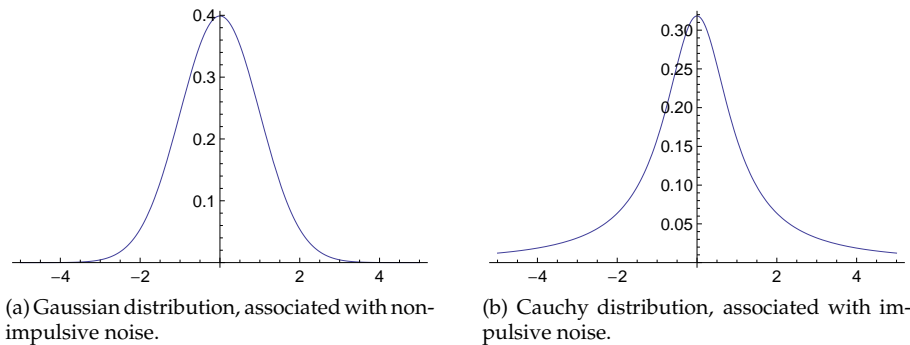 0.4
0.3
0.2
0.1
−4 −2 2 4
(a) Gaussian distribution, associated with non-
impulsive noise.
0.30
0.25
0.20
0.15
0.10
0.05
−4 −2 2 4
(b) Cauchy distribution, associated with im-
pulsive noise.